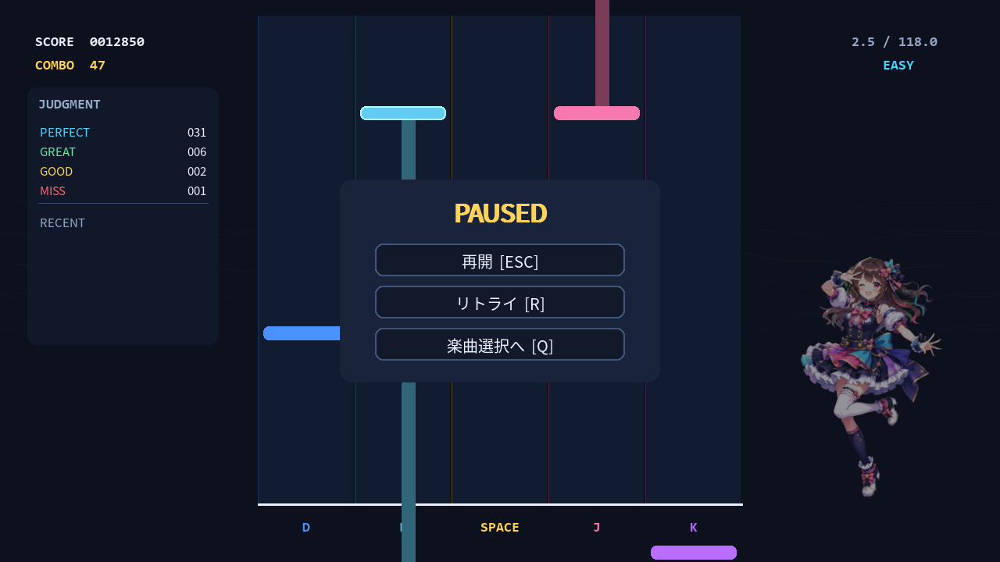 SCORE 0012850
COMBO 47
2.5 / 118.0
EASY
JUDGMENT
PERFECT 031
GREAT 006
GOOD 002
MISS 001
RECENT
PAUSED
再開 [ESC]
リトライ [R]
楽曲選択へ [Q]
D SPACE J K